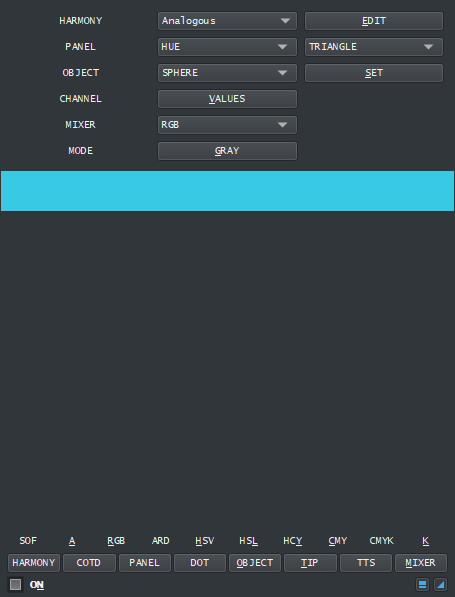 HARMONY Analogous EDIT
PANEL HUE TRIANGLE
OBJECT SPHERE SET
CHANNEL VALUES
MIXER RGB
MODE GRAY
SOF A RGB ARD HSV HSL HCY CMY CMYK K
HARMONY COTD PANEL DOT OBJECT TIP TTS MIXER
ON